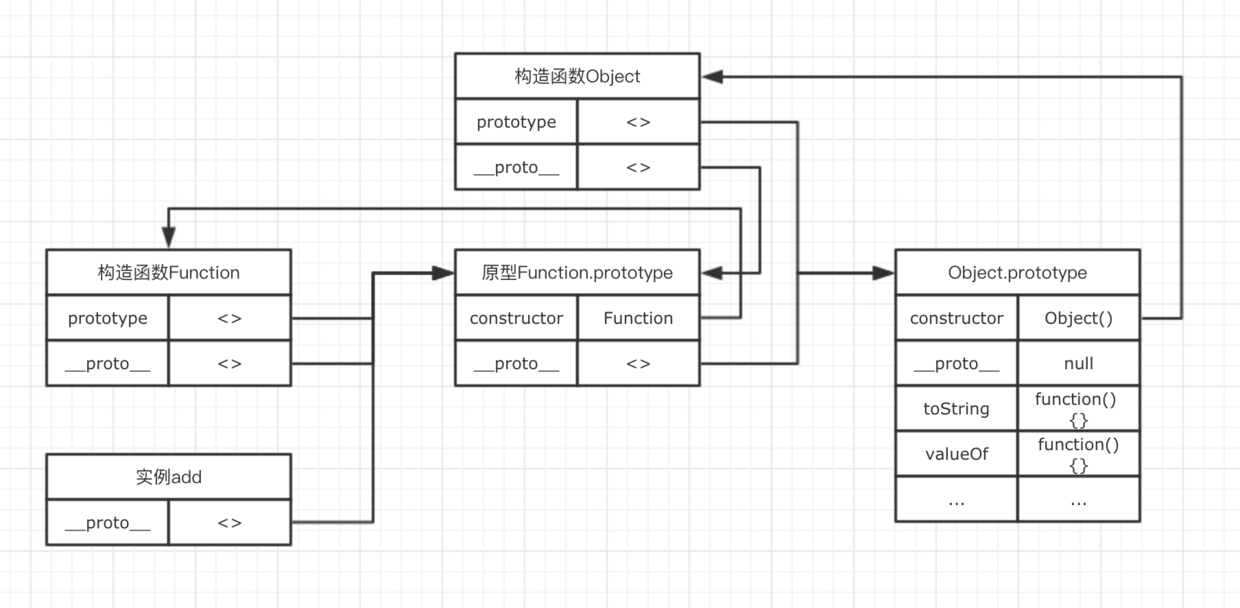 构造函数Object
prototype <>
__proto__ <>
构造函数Function
prototype <>
__proto__ <>
原型Function.prototype
constructor Function
__proto__ <>
Object.prototype
constructor Object()
__proto__ null
toString function()
{}
valueOf function()
{}
... ...
实例add
__proto__ <>